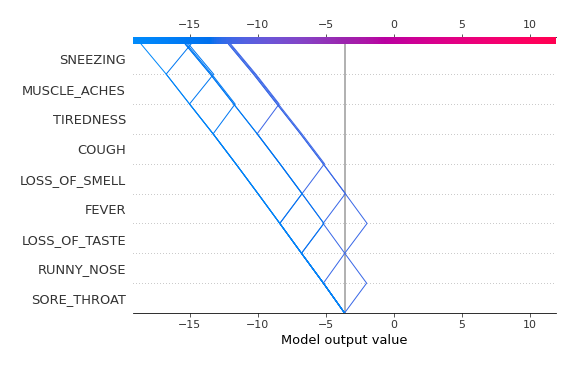 −15 −10 −5 0 5 10
SNEEZING
MUSCLE_ACHES
TIREDNESS
COUGH
LOSS_OF_SMELL
FEVER
LOSS_OF_TASTE
RUNNY_NOSE
SORE_THROAT
−15 −10 −5 0 5 10
Model output value